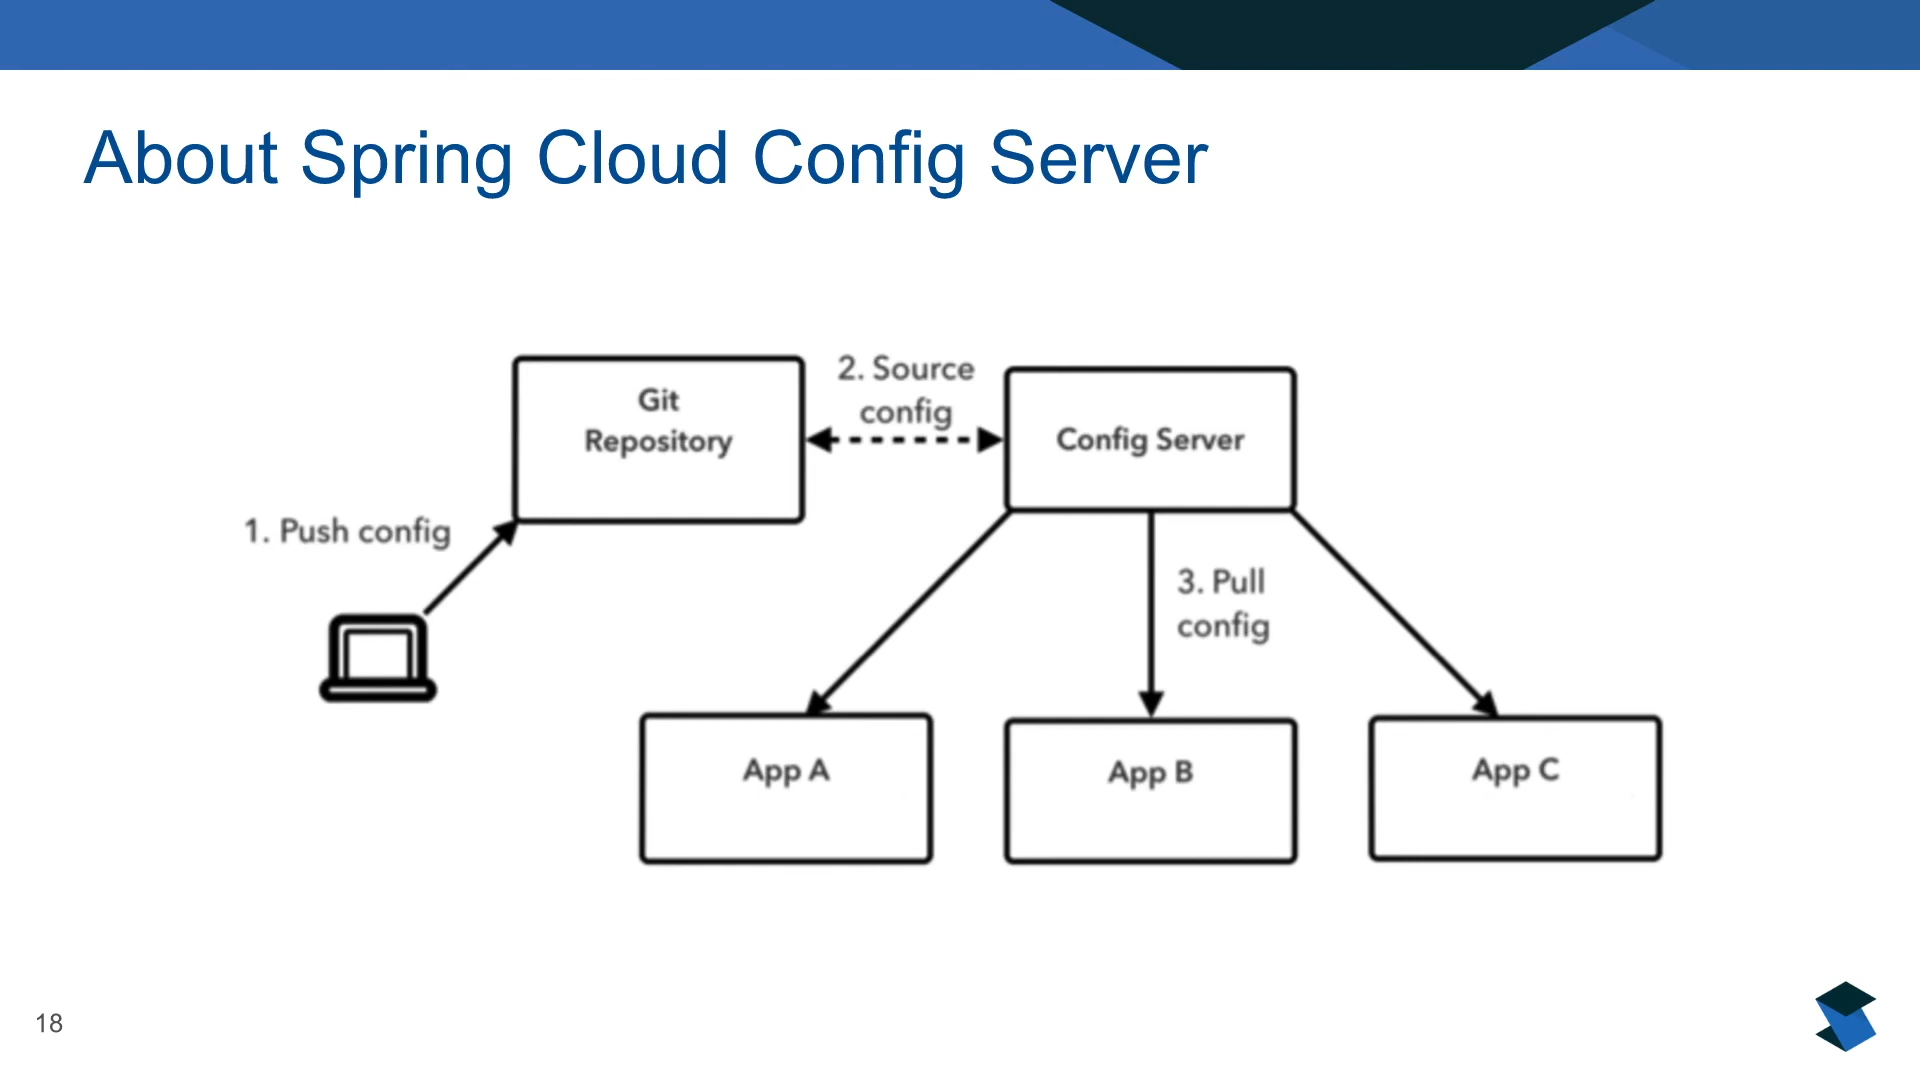 About Spring Cloud Config Server
Git
Repository
2. Source
config
Config Server
1. Push config
3. Pull
config
App A
App B
App C
18